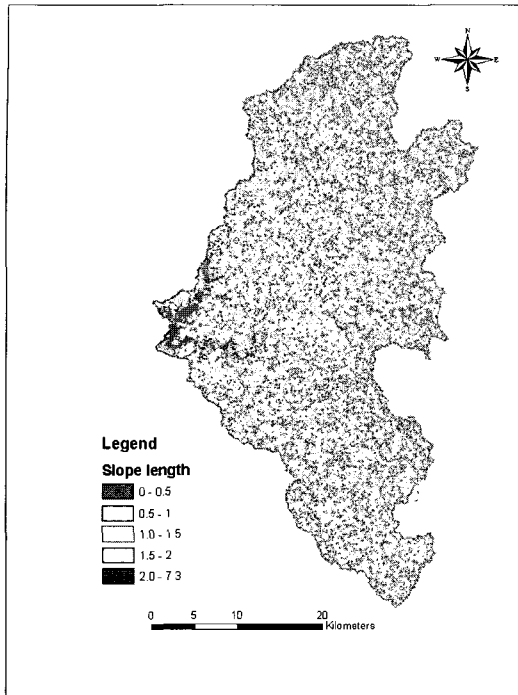 N
W E
S
Legend
Slope length
0 - 0.5
0.5 - 1
1.0 - 1 5
1.5 - 2
2.0 - 7 3
0 5 10 20
Kilometers